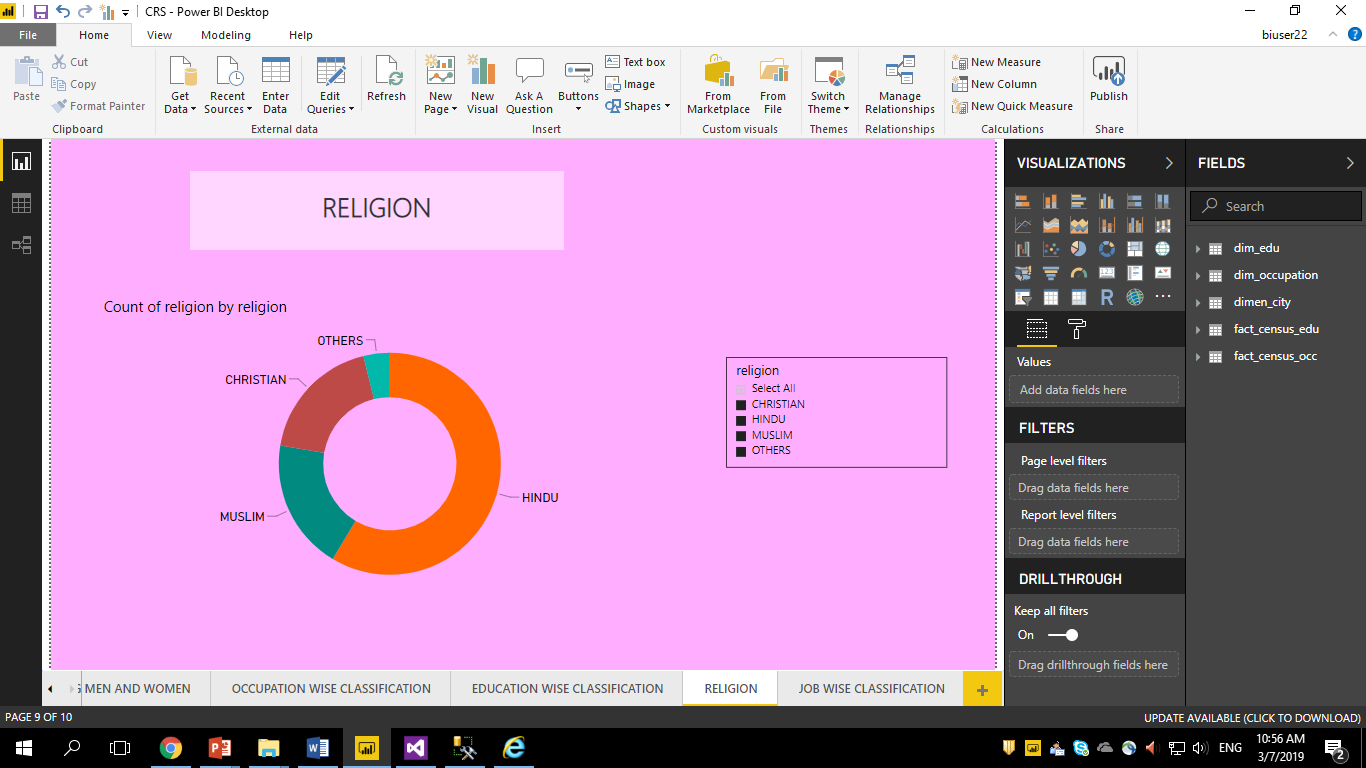 CRS - Power BI Desktop
File Home View Modeling Help biuser22
Paste
Cut
Copy
Format Painter
Clipboard
Get Data
Recent Sources
Enter Data
Edit Queries
Refresh
External data
New Page
New Visual
Ask A Question
Buttons
Text box
Image
Shapes
Insert
From Marketplace
From File
Custom visuals
Switch Theme
Themes
Manage Relationships
Relationships
New Measure
New Column
New Quick Measure
Calculations
Publish
Share
RELIGION
Count of religion by religion
OTHERS
CHRISTIAN
MUSLIM
HINDU
religion
Select All
CHRISTIAN
HINDU
MUSLIM
OTHERS
VISUALIZATIONS
R
Values
Add data fields here
FILTERS
Page level filters
Drag data fields here
Report level filters
Drag data fields here
DRILLTHROUGH
Keep all filters
On
Drag drillthrough fields here
FIELDS
Search
dim_edu
dim_occupation
dimen_city
fact_census_edu
fact_census_occ
MEN AND WOMEN OCCUPATION WISE CLASSIFICATION EDUCATION WISE CLASSIFICATION RELIGION JOB WISE CLASSIFICATION
PAGE 9 OF 10 UPDATE AVAILABLE (CLICK TO DOWNLOAD)
ENG
10:56 AM
3/7/2019
2